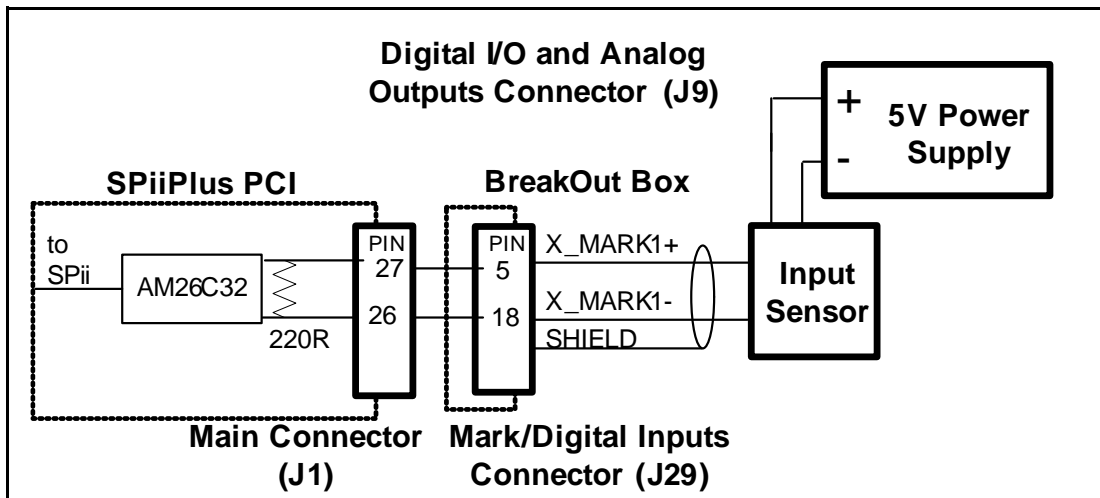 Digital I/O and Analog
Outputs Connector (J9)
+
-
5V Power
Supply
SPiiPlus PCI
BreakOut Box
to
SPii
AM26C32
220R
PIN
27
26
PIN
5
18
X_MARK1+
X_MARK1-
SHIELD
Input
Sensor
Main Connector
(J1)
Mark/Digital Inputs
Connector (J29)